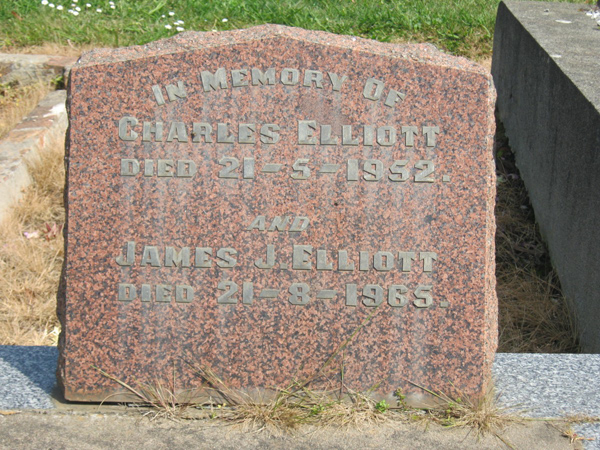 IN MEMORY OF
CHARLES ELLIOTT
DIED 21-5-1952.
AND
JAMES J. ELLIOTT
DIED 21-8-1965.